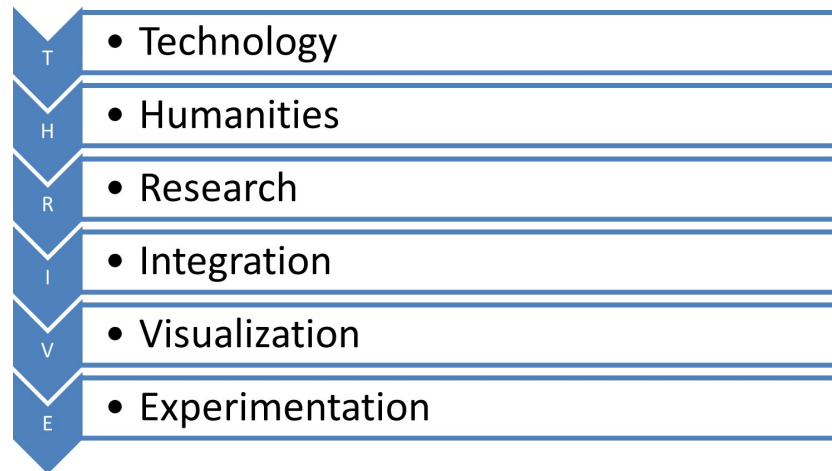 T • Technology
H • Humanities
R • Research
I • Integration
V • Visualization
E • Experimentation